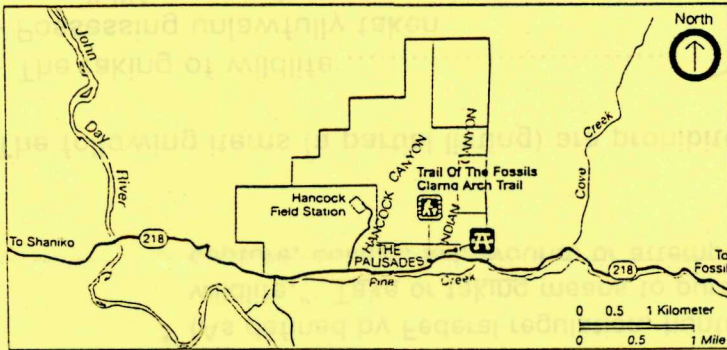 North
John
Day
River
Creek
Cove
CANYON
HANCOCK
CANYON
INDIAN
Trail Of The Fossils
Clarno Arch Trail
Hancock
Field Station
THE
PALISADES
To Shaniko
218
Pine Creek
218
To
Fossil
0 0.5 1 Kilometer
0 0.5 1 Mile